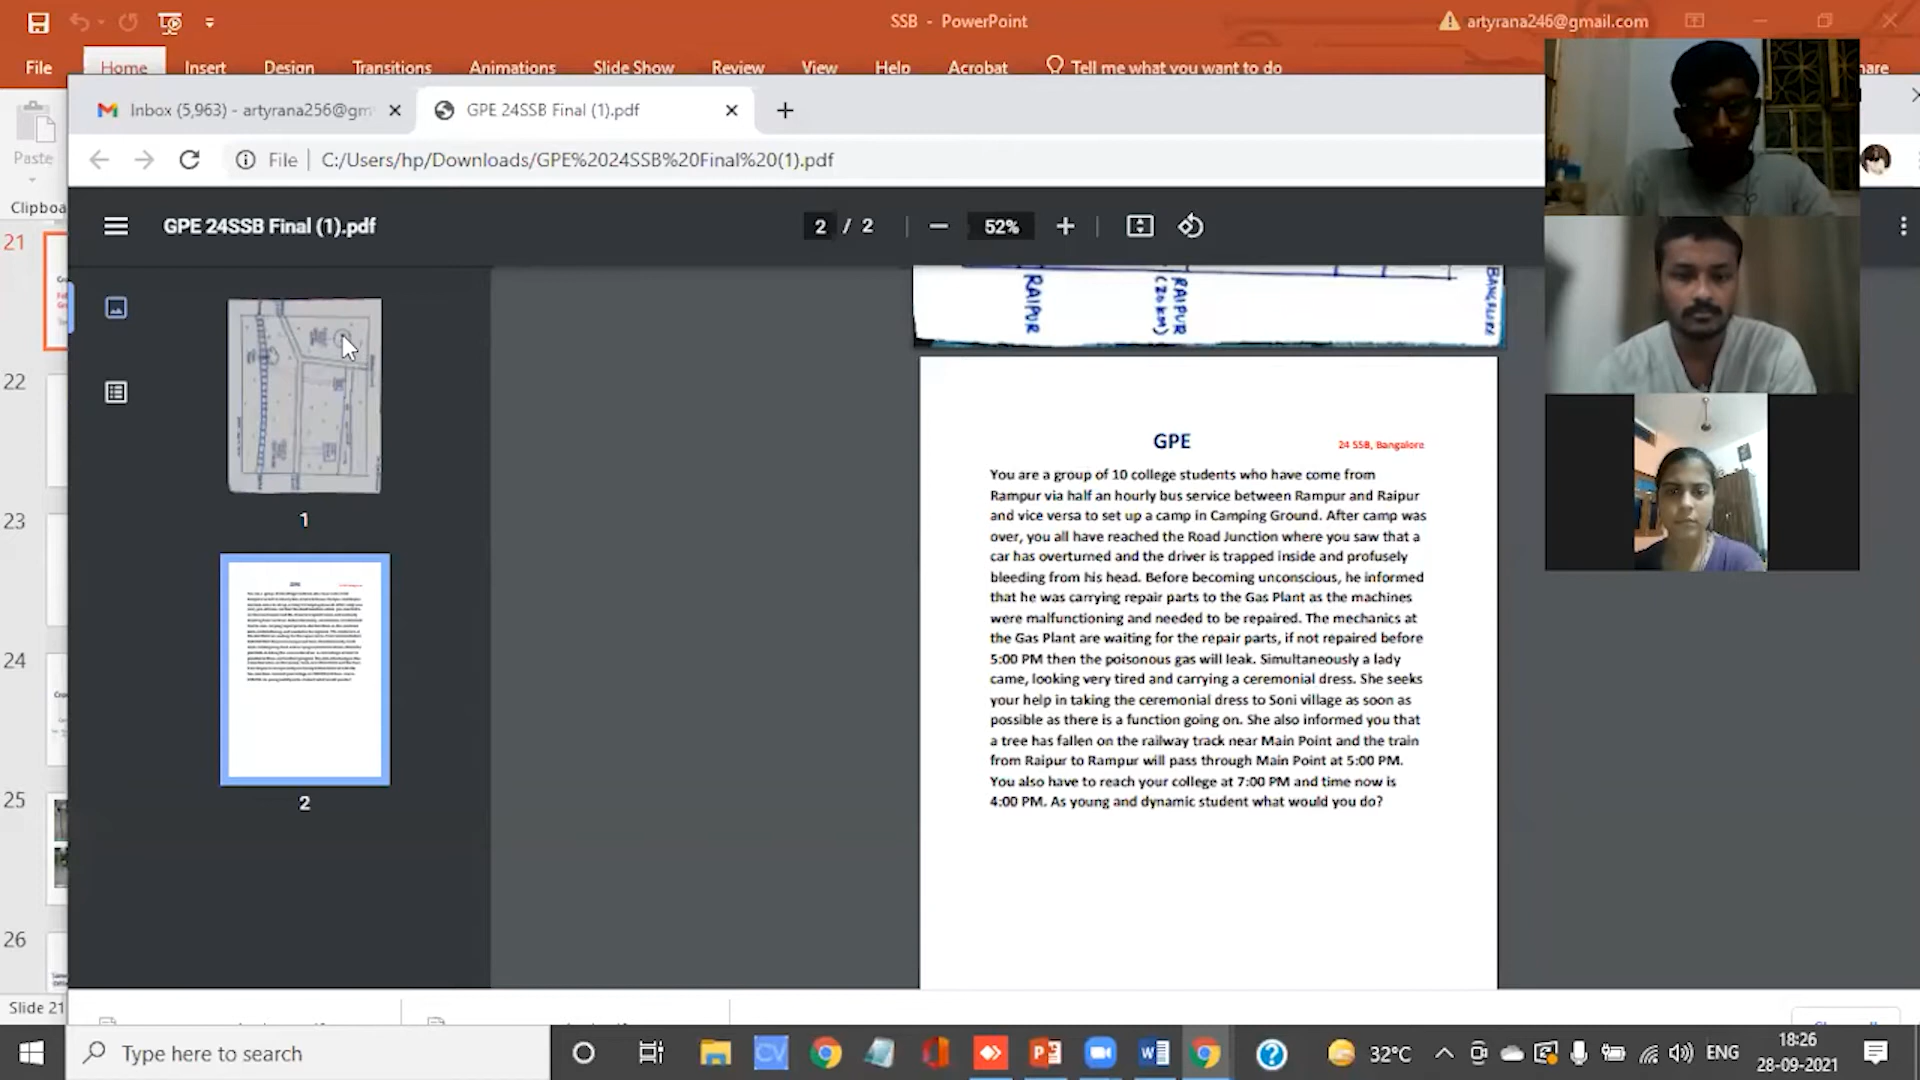 SSB - PowerPoint
artyrana246@gmail.com
File
Home
Insert
Design
Transitions
Animations
Slide Show
Review
View
Help
Acrobat
Tell me what you want to do
are
Inbox (5,963) - artyrana256@gm
GPE 24SSB Final (1).pdf
File
C:/Users/hp/Downloads/GPE%2024SSB%20Final%20(1).pdf
Paste
Clipboa
GPE 24SSB Final (1).pdf
2 / 2
52%
21
22
23
24
25
26
1
2
RAIPUR
RAIPUR
(20 KM)
GPE
24 SSB, Bangalore
You are a group of 10 college students who have come from
Rampur via half an hourly bus service between Rampur and Raipur
and vice versa to set up a camp in Camping Ground. After camp was
over, you all have reached the Road Junction where you saw that a
car has overturned and the driver is trapped inside and profusely
bleeding from his head. Before becoming unconscious, he informed
that he was carrying repair parts to the Gas Plant as the machines
were malfunctioning and needed to be repaired. The mechanics at
the Gas Plant are waiting for the repair parts, if not repaired before
5:00 PM then the poisonous gas will leak. Simultaneously a lady
came, looking very tired and carrying a ceremonial dress. She seeks
your help in taking the ceremonial dress to Soni village as soon as
possible as there is a function going on. She also informed you that
a tree has fallen on the railway track near Main Point and the train
from Raipur to Rampur will pass through Main Point at 5:00 PM.
You also have to reach your college at 7:00 PM and time now is
4:00 PM. As young and dynamic student what would you do?
Slide 21
Type here to search
CV
32°C
ENG
18:26
28-09-2021